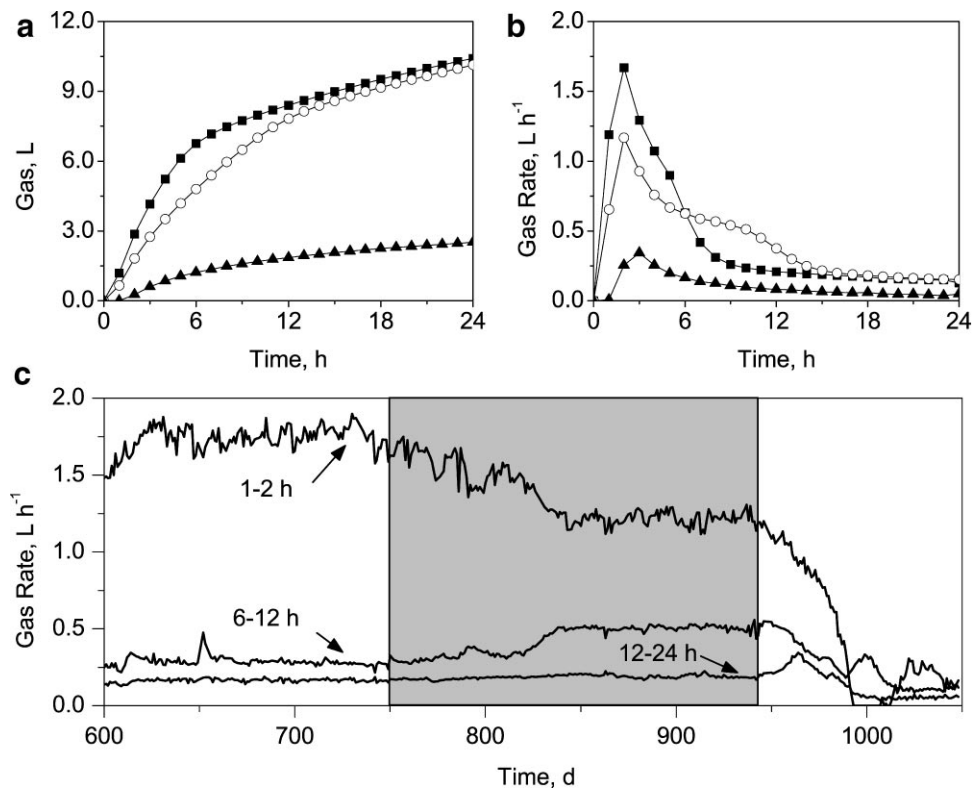 a
12.0
9.0
6.0
3.0
0.0
Gas, L
0 6 12 18 24
Time, h
b
2.0
1.5
1.0
0.5
0.0
Gas Rate, L h⁻¹
0 6 12 18 24
Time, h
c
2.0
1.5
1.0
0.5
0.0
Gas Rate, L h⁻¹
1-2 h
6-12 h
12-24 h
600 700 800 900 1000
Time, d